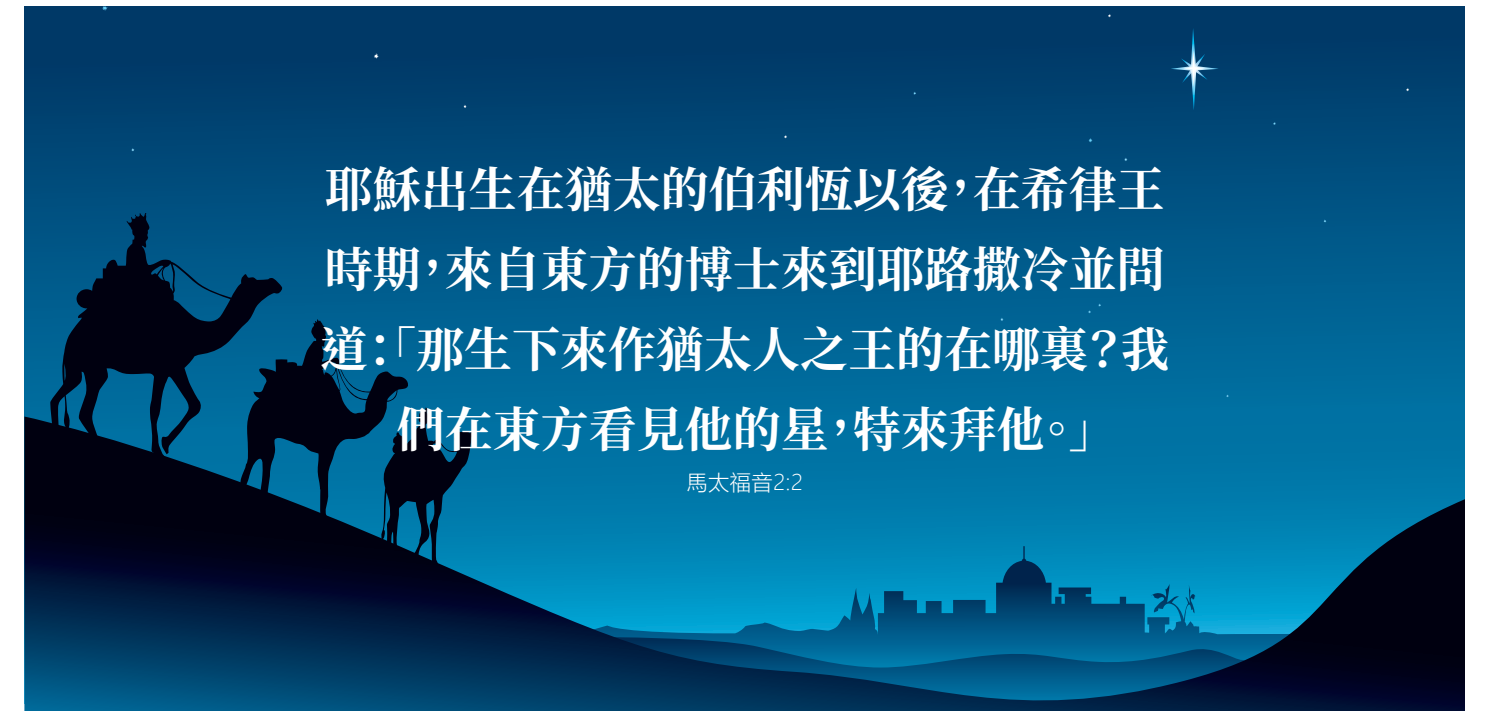 耶穌出生在猶太的伯利恆以後，在希律王
時期，來自東方的博士來到耶路撒冷並問
道：「那生下來作猶太人之王的在哪裏？我
們在東方看見他的星，特來拜他。」
馬太福音2:2